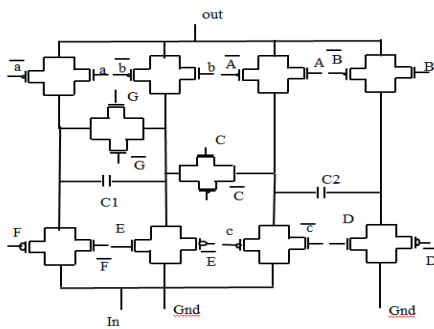 out
a̅ a b̅ b A̅ A B̅ B
G
C
G̅
C̅
C1 C2
F E c c̅ D
F̅ E̅ D̅
Gnd Gnd
In